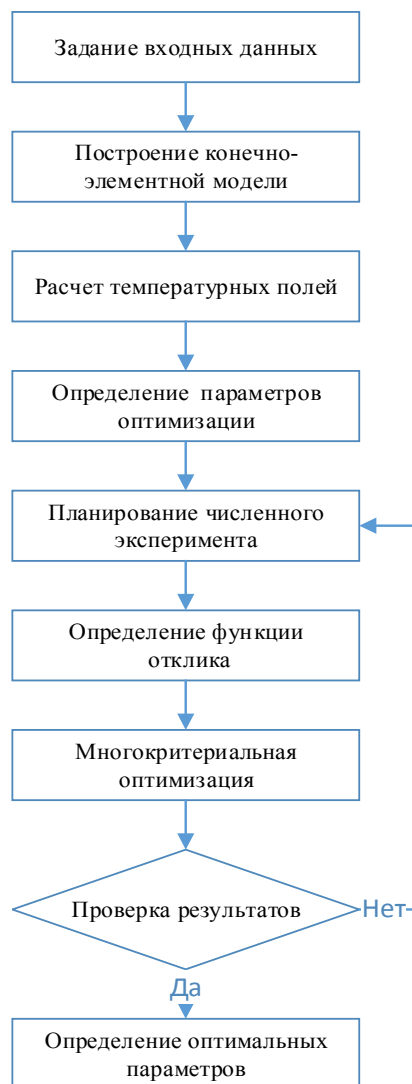 Задание входных данных
Построение конечно-
элементной модели
Расчет температурных полей
Определение параметров
оптимизации
Планирование численного
эксперимента
Определение функции
отклика
Многокритериальная
оптимизация
Проверка результатов
Нет
Да
Определение оптимальных
параметров